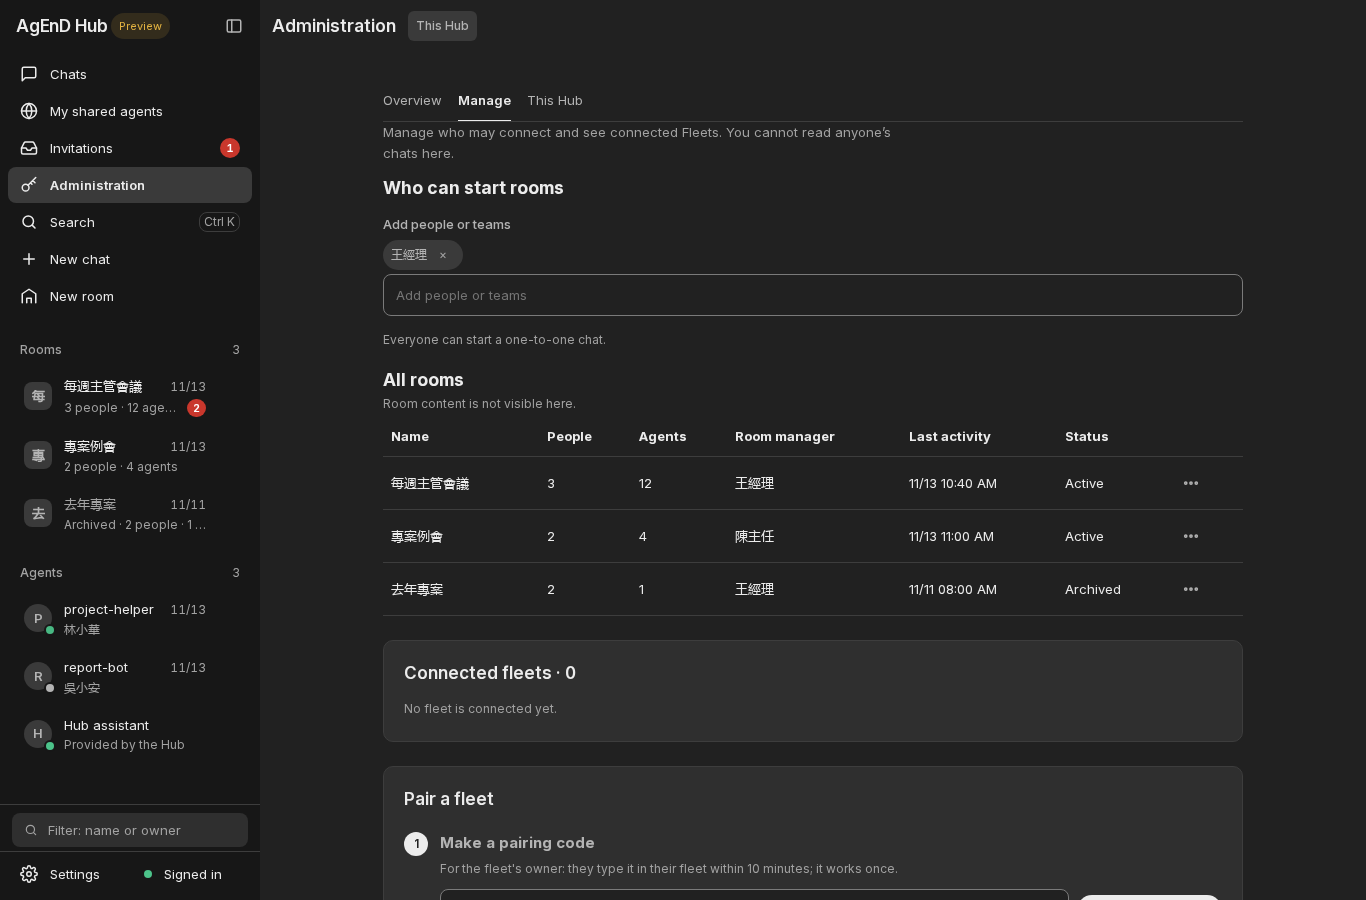 AgEnD Hub Preview
Chats
My shared agents
Invitations 1
Administration
Search Ctrl K
New chat
New room
Rooms 3
每 每週主管會議 11/13
3 people · 12 age… 2
專 專案例會 11/13
2 people · 4 agents
去 去年專案 11/11
Archived · 2 people · 1 …
Agents 3
P project-helper 11/13
林小華
R report-bot 11/13
吳小安
H Hub assistant
Provided by the Hub
Filter: name or owner
Settings Signed in
Administration This Hub
Overview Manage This Hub
Manage who may connect and see connected Fleets. You cannot read anyone’s
chats here.
Who can start rooms
Add people or teams
王經理 ×
Add people or teams
Everyone can start a one-to-one chat.
All rooms
Room content is not visible here.
Name People Agents Room manager Last activity Status
每週主管會議 3 12 王經理 11/13 10:40 AM Active •••
專案例會 2 4 陳主任 11/13 11:00 AM Active •••
去年專案 2 1 王經理 11/11 08:00 AM Archived •••
Connected fleets · 0
No fleet is connected yet.
Pair a fleet
1 Make a pairing code
For the fleet's owner: they type it in their fleet within 10 minutes; it works once.